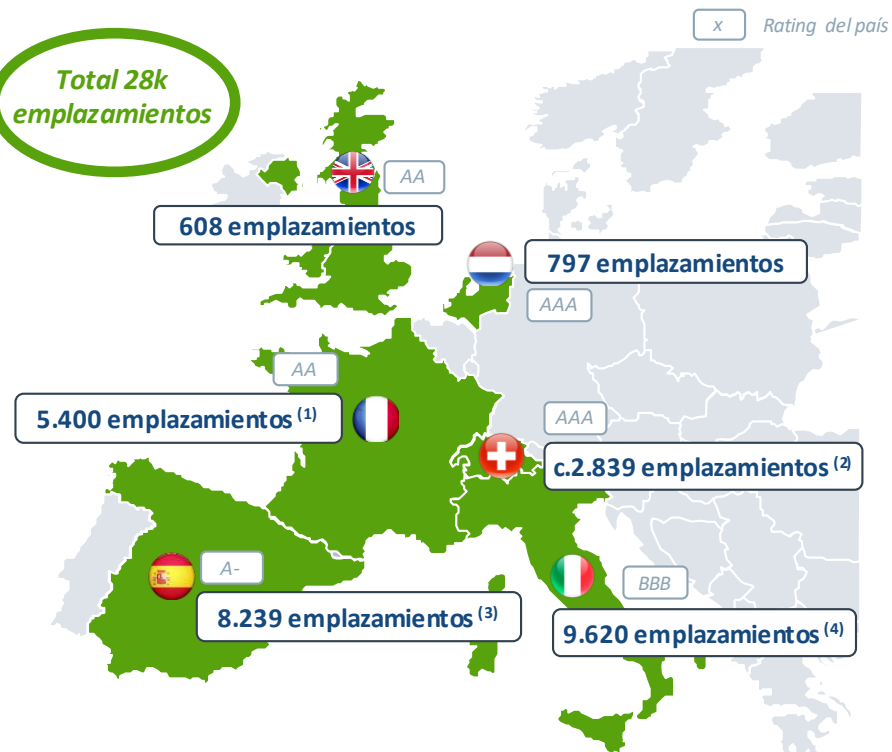 x Rating del país
Total 28k
emplazamientos
AA
608 emplazamientos
797 emplazamientos
AAA
AA
5.400 emplazamientos (1)
AAA
c.2.839 emplazamientos (2)
A-
8.239 emplazamientos (3)
BBB
9.620 emplazamientos (4)